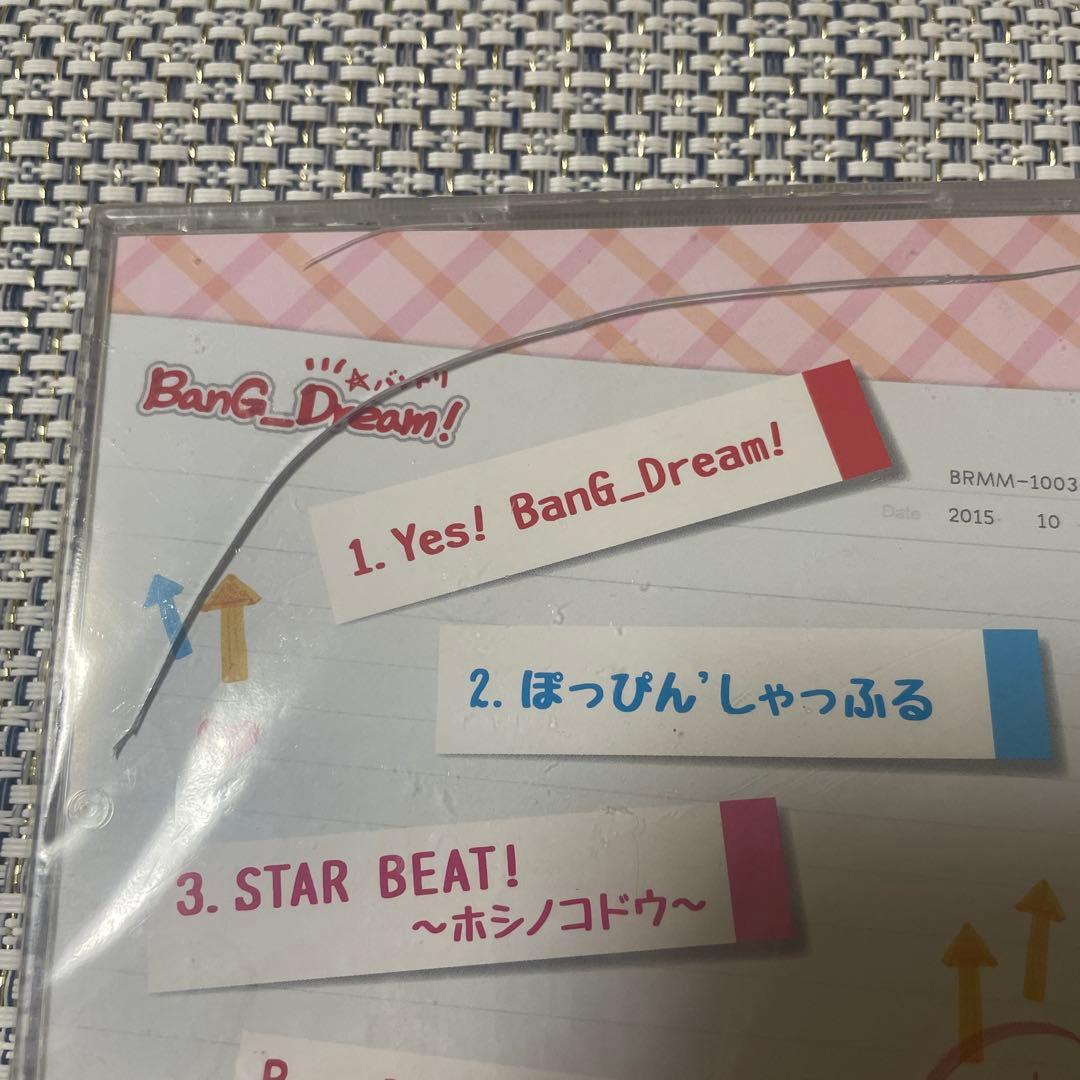 ☆バンドリ
BanG_Dream!
1. Yes! BanG_Dream!
BRMM-1003
Date 2015 10
2. ぽっぴん'しゃっふる
3. STAR BEAT!
～ホシノコドウ～